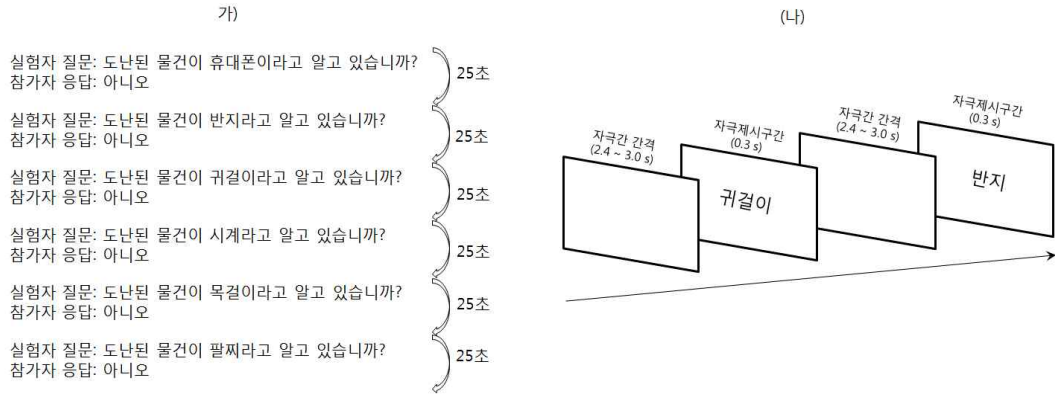 가)
실험자 질문: 도난된 물건이 휴대폰이라고 알고 있습니까?
참가자 응답: 아니오
25초
실험자 질문: 도난된 물건이 반지라고 알고 있습니까?
참가자 응답: 아니오
25초
실험자 질문: 도난된 물건이 귀걸이라고 알고 있습니까?
참가자 응답: 아니오
25초
실험자 질문: 도난된 물건이 시계라고 알고 있습니까?
참가자 응답: 아니오
25초
실험자 질문: 도난된 물건이 목걸이라고 알고 있습니까?
참가자 응답: 아니오
25초
실험자 질문: 도난된 물건이 팔찌라고 알고 있습니까?
참가자 응답: 아니오
25초
(나)
자극간 간격
(2.4 ~ 3.0 s)
자극제시구간
(0.3 s)
귀걸이
자극간 간격
(2.4 ~ 3.0 s)
자극제시구간
(0.3 s)
반지